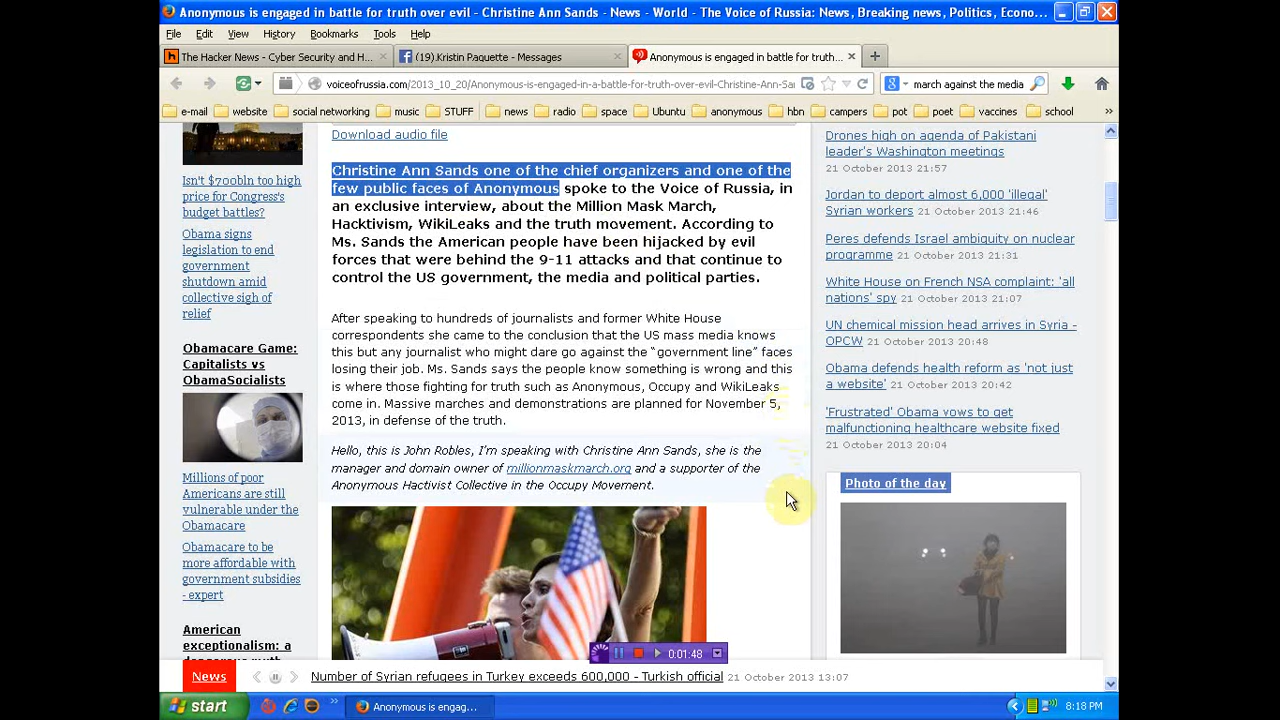 Anonymous is engaged in battle for truth over evil - Christine Ann Sands - News - World - The Voice of Russia: News, Breaking news, Politics, Econo...
File Edit View History Bookmarks Tools Help
The Hacker News - Cyber Security and H...
(19).Kristin Paquette - Messages
Anonymous is engaged in battle for truth...
voiceofrussia.com/2013_10_20/Anonymous-is-engaged-in-a-battle-for-truth-over-evil-Christine-Ann-Sa
march against the media
e-mail website social networking music STUFF news radio space Ubuntu anonymous hbn campers pot poet vaccines school
Isn't $700bln too high
price for Congress's
budget battles?
Obama signs
legislation to end
government
shutdown amid
collective sigh of
relief
Obamacare Game:
Capitalists vs
ObamaSocialists
Millions of poor
Americans are still
vulnerable under the
Obamacare
Obamacare to be
more affordable with
government subsidies
- expert
American
exceptionalism: a
Download audio file
Christine Ann Sands one of the chief organizers and one of the
few public faces of Anonymous spoke to the Voice of Russia, in
an exclusive interview, about the Million Mask March,
Hacktivism, WikiLeaks and the truth movement. According to
Ms. Sands the American people have been hijacked by evil
forces that were behind the 9-11 attacks and that continue to
control the US government, the media and political parties.
After speaking to hundreds of journalists and former White House
correspondents she came to the conclusion that the US mass media knows
this but any journalist who might dare go against the "government line" faces
losing their job. Ms. Sands says the people know something is wrong and this
is where those fighting for truth such as Anonymous, Occupy and WikiLeaks
come in. Massive marches and demonstrations are planned for November 5,
2013, in defense of the truth.
Hello, this is John Robles, I'm speaking with Christine Ann Sands, she is the
manager and domain owner of millionmaskmarch.org and a supporter of the
Anonymous Hactivist Collective in the Occupy Movement.
Drones high on agenda of Pakistani
leader's Washington meetings
21 October 2013 23:57
Jordan to deport almost 6,000 'illegal'
Syrian workers 21 October 2013 21:46
Peres defends Israel ambiquity on nuclear
programme 21 October 2013 21:31
White House on French NSA complaint: 'all
nations' spy 21 October 2013 21:07
UN chemical mission head arrives in Syria -
OPCW 21 October 2013 20:48
Obama defends health reform as 'not just
a website' 21 October 2013 20:42
'Frustrated' Obama vows to get
malfunctioning healthcare website fixed
21 October 2013 20:04
Photo of the day
0:01:48
News
Number of Syrian refugees in Turkey exceeds 600,000 - Turkish official 21 October 2013 13:07
start
Anonymous is engag...
8:18 PM